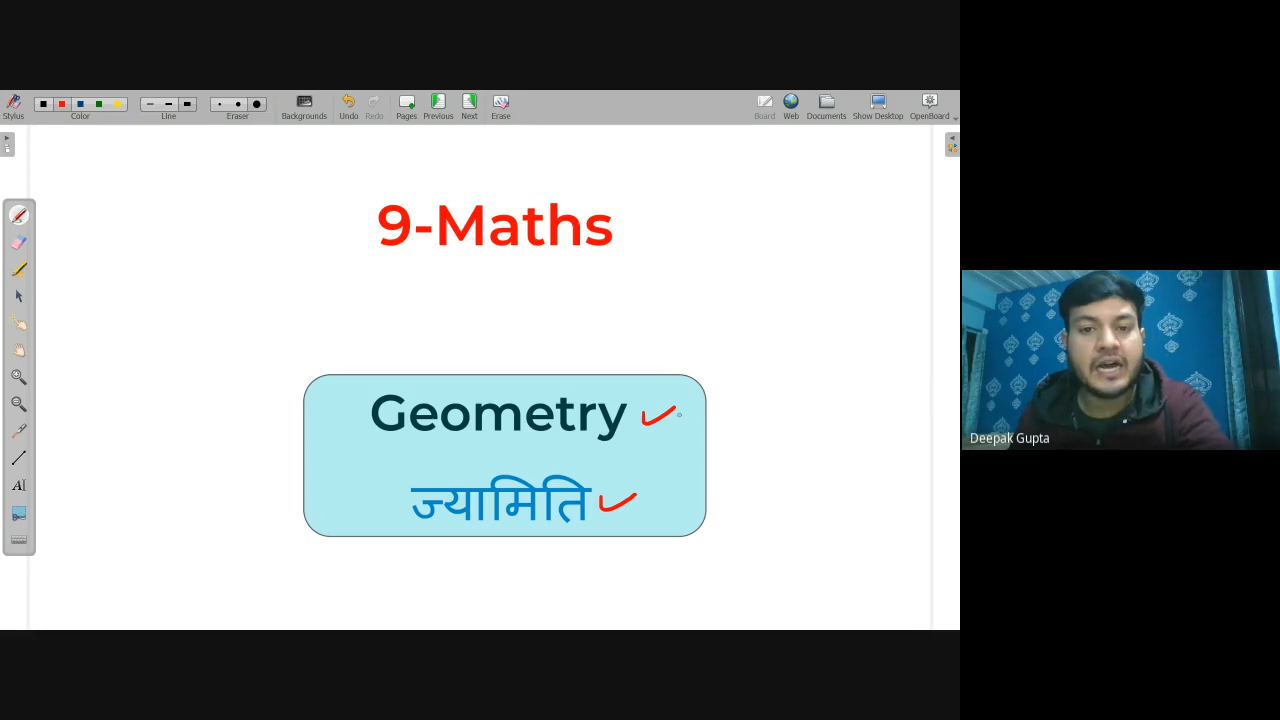 Stylus
Color
Line
Eraser
Backgrounds
Undo
Redo
Pages
Previous
Next
Erase
Board
Web
Documents
Show Desktop
OpenBoard
9-Maths
Geometry
ज्यामिति
Deepak Gupta